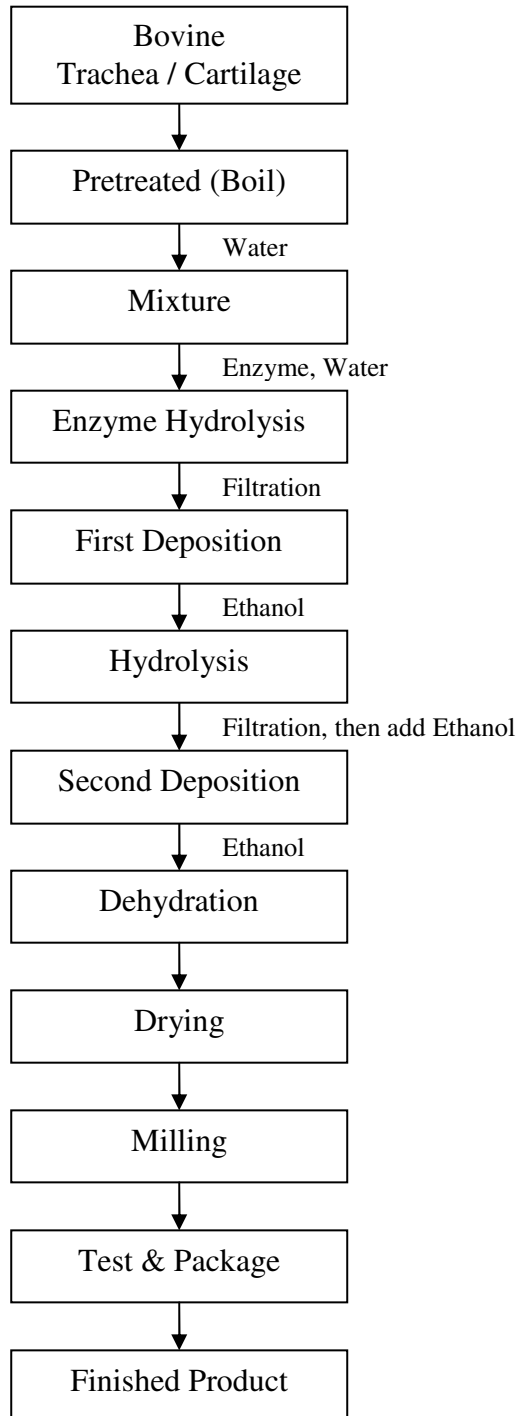 Bovine
Trachea / Cartilage
Pretreated (Boil)
Water
Mixture
Enzyme, Water
Enzyme Hydrolysis
Filtration
First Deposition
Ethanol
Hydrolysis
Filtration, then add Ethanol
Second Deposition
Ethanol
Dehydration
Drying
Milling
Test & Package
Finished Product